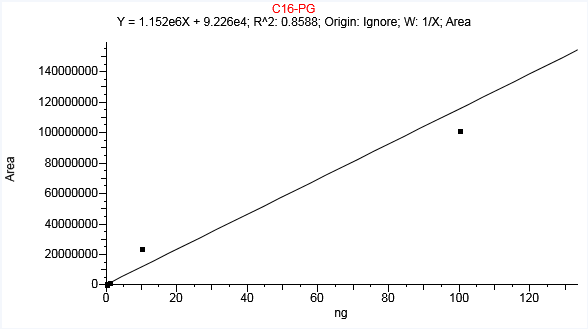 C16-PG
Y = 1.152e6X + 9.226e4; R^2: 0.8588; Origin: Ignore; W: 1/X; Area
140000000
120000000
100000000
80000000
60000000
40000000
20000000
0
Area
0 20 40 60 80 100 120
ng